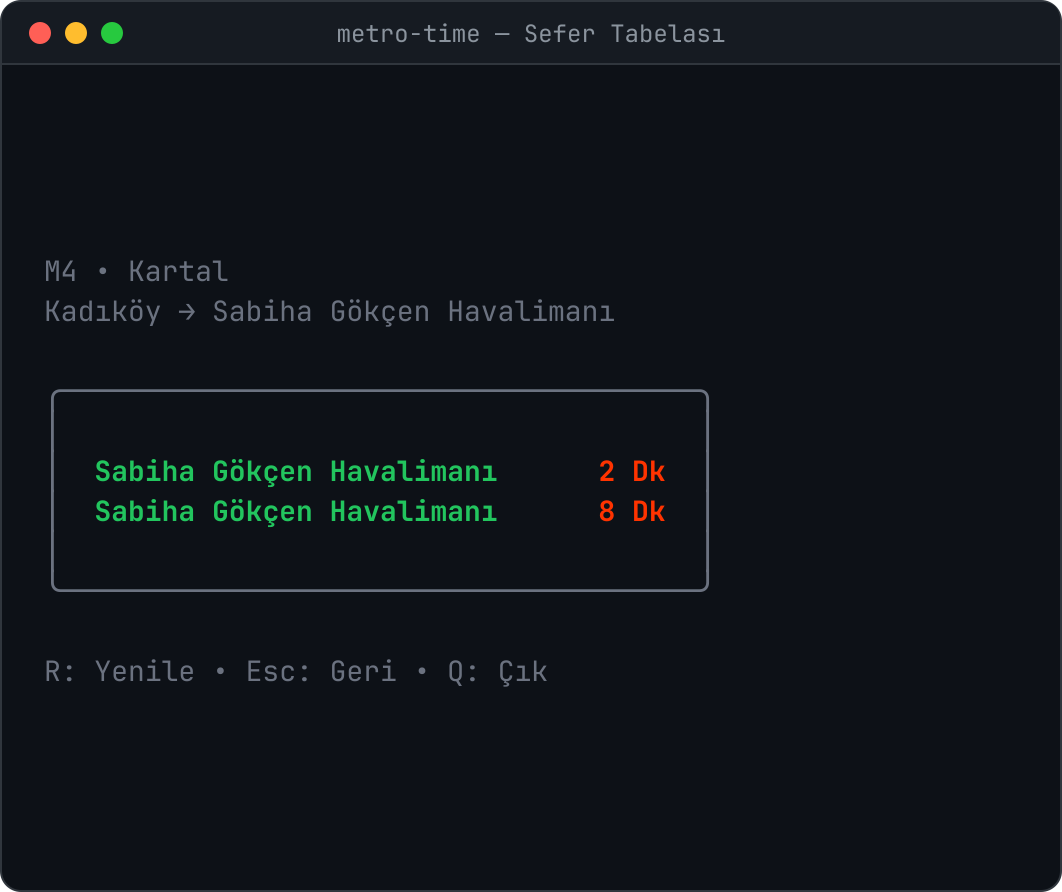 metro-time — Sefer Tabelası
M4 • Kartal
Kadıköy → Sabiha Gökçen Havalimanı
Sabiha Gökçen Havalimanı 2 Dk
Sabiha Gökçen Havalimanı 8 Dk
R: Yenile • Esc: Geri • Q: Çık